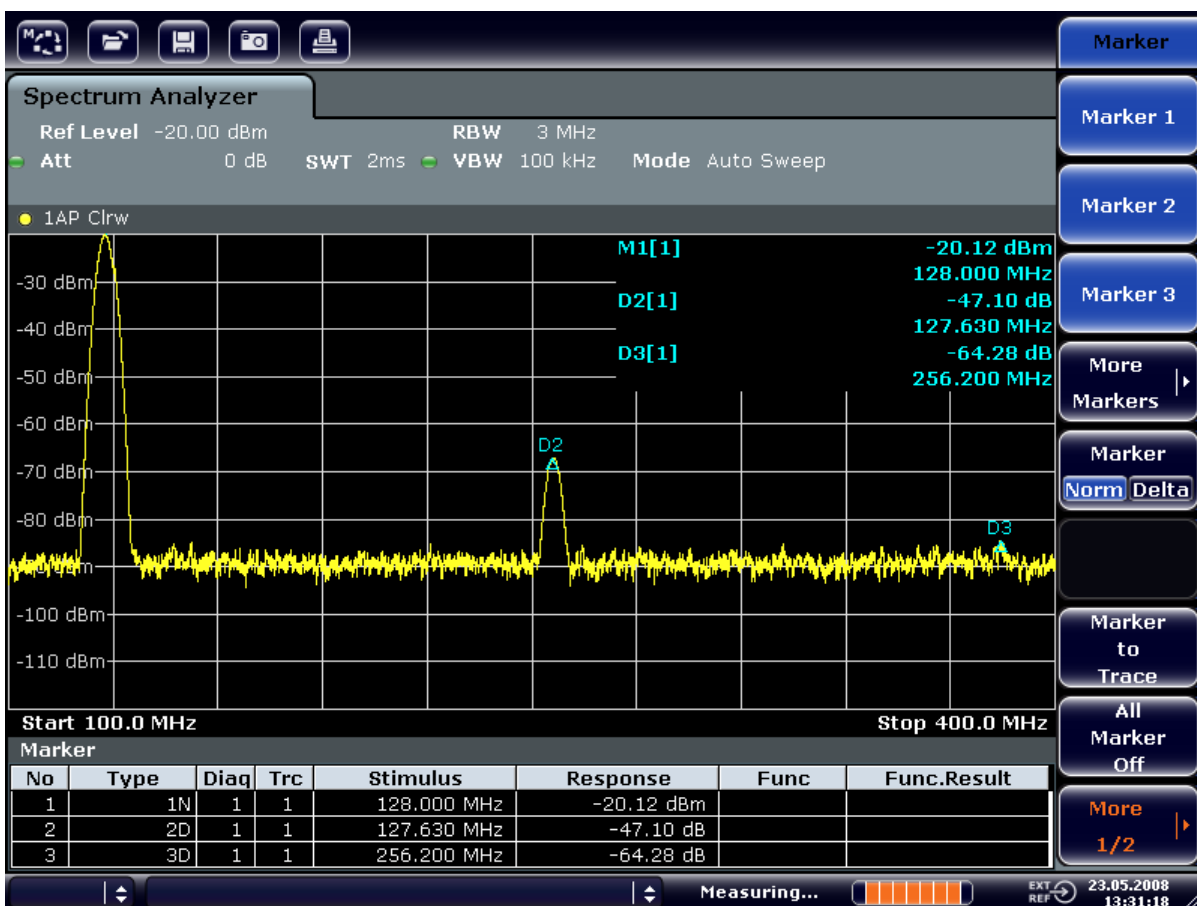 Marker
Spectrum Analyzer
Ref Level -20.00 dBm RBW 3 MHz
Att 0 dB SWT 2ms VBW 100 kHz Mode Auto Sweep
1AP Clrw
M1[1] -20.12 dBm
128.000 MHz
D2[1] -47.10 dB
127.630 MHz
D3[1] -64.28 dB
256.200 MHz
-30 dBm
-40 dBm
-50 dBm
-60 dBm
-70 dBm
-80 dBm
-100 dBm
-110 dBm
D2
D3
Start 100.0 MHz Stop 400.0 MHz
Marker
No Type Diag Trc Stimulus Response Func Func.Result
1 1N 1 1 128.000 MHz -20.12 dBm
2 2D 1 1 127.630 MHz -47.10 dB
3 3D 1 1 256.200 MHz -64.28 dB
Marker 1
Marker 2
Marker 3
More
Markers
Marker
Norm Delta
Marker
to
Trace
All
Marker
Off
More
1/2
Measuring...
EXT
REF
23.05.2008
13:31:18